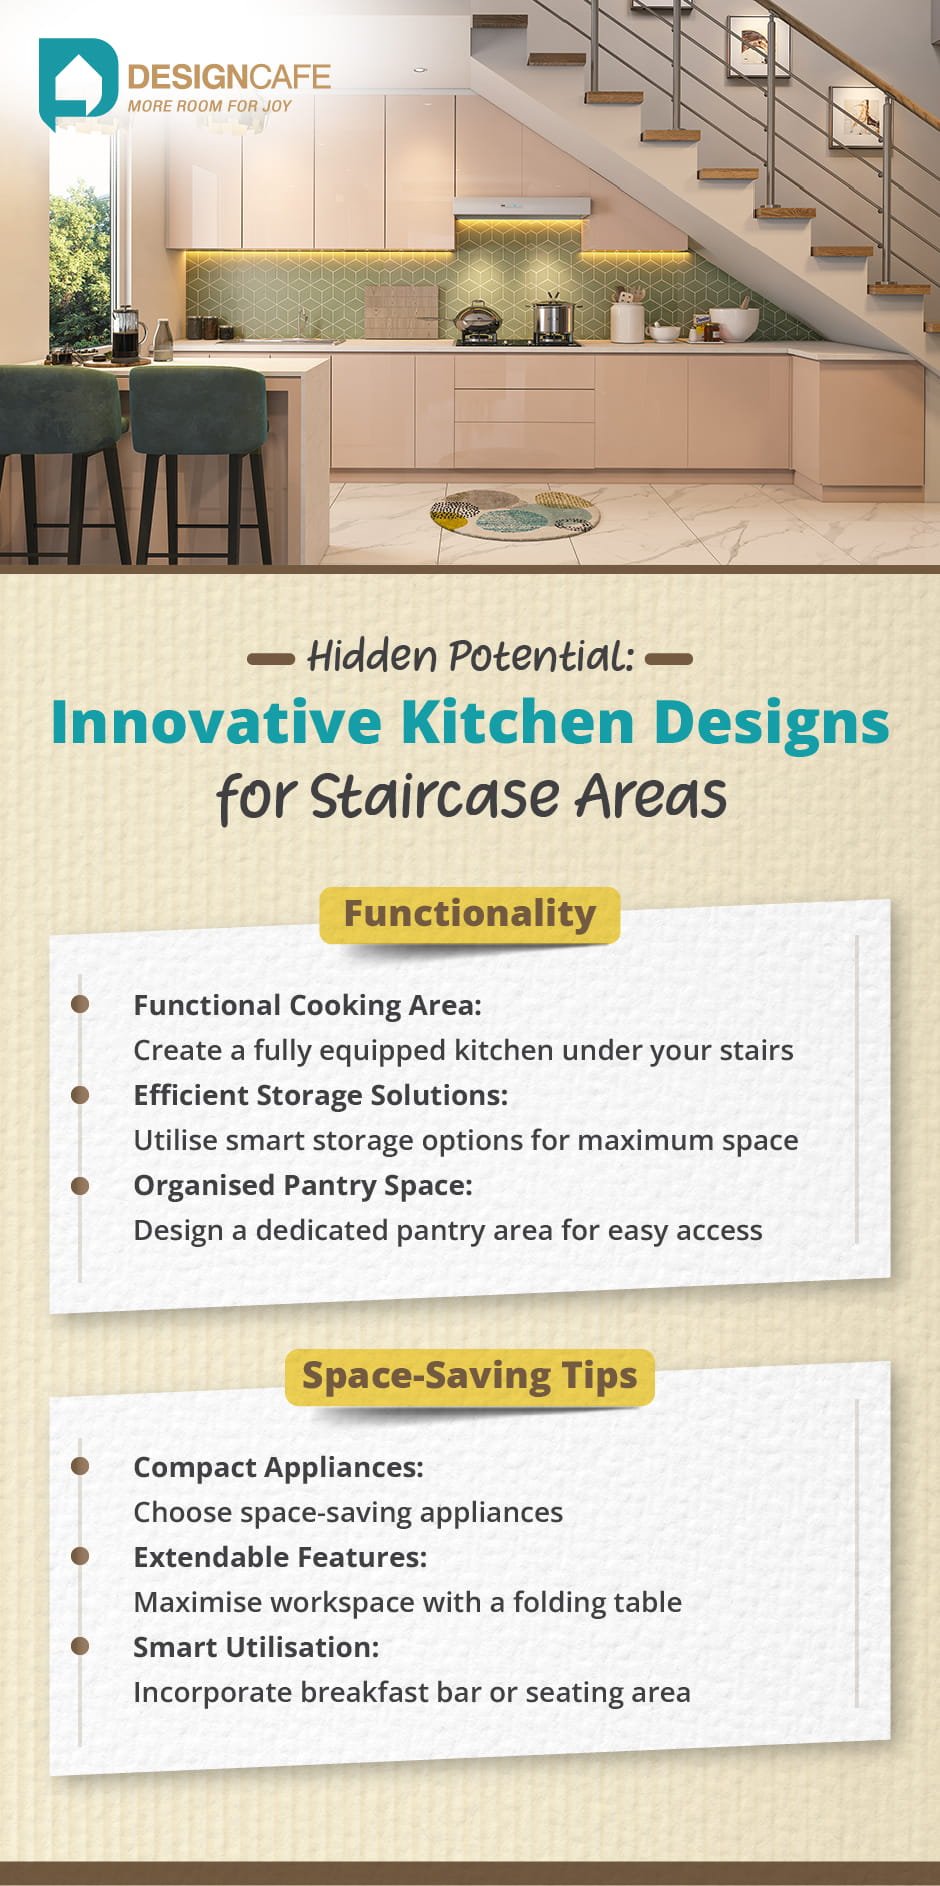 DESIGNCAFE
MORE ROOM FOR JOY
Hidden Potential:
Innovative Kitchen Designs
for Staircase Areas
Functionality
Functional Cooking Area:
Create a fully equipped kitchen under your stairs
Efficient Storage Solutions:
Utilise smart storage options for maximum space
Organised Pantry Space:
Design a dedicated pantry area for easy access
Space-Saving Tips
Compact Appliances:
Choose space-saving appliances
Extendable Features:
Maximise workspace with a folding table
Smart Utilisation:
Incorporate breakfast bar or seating area